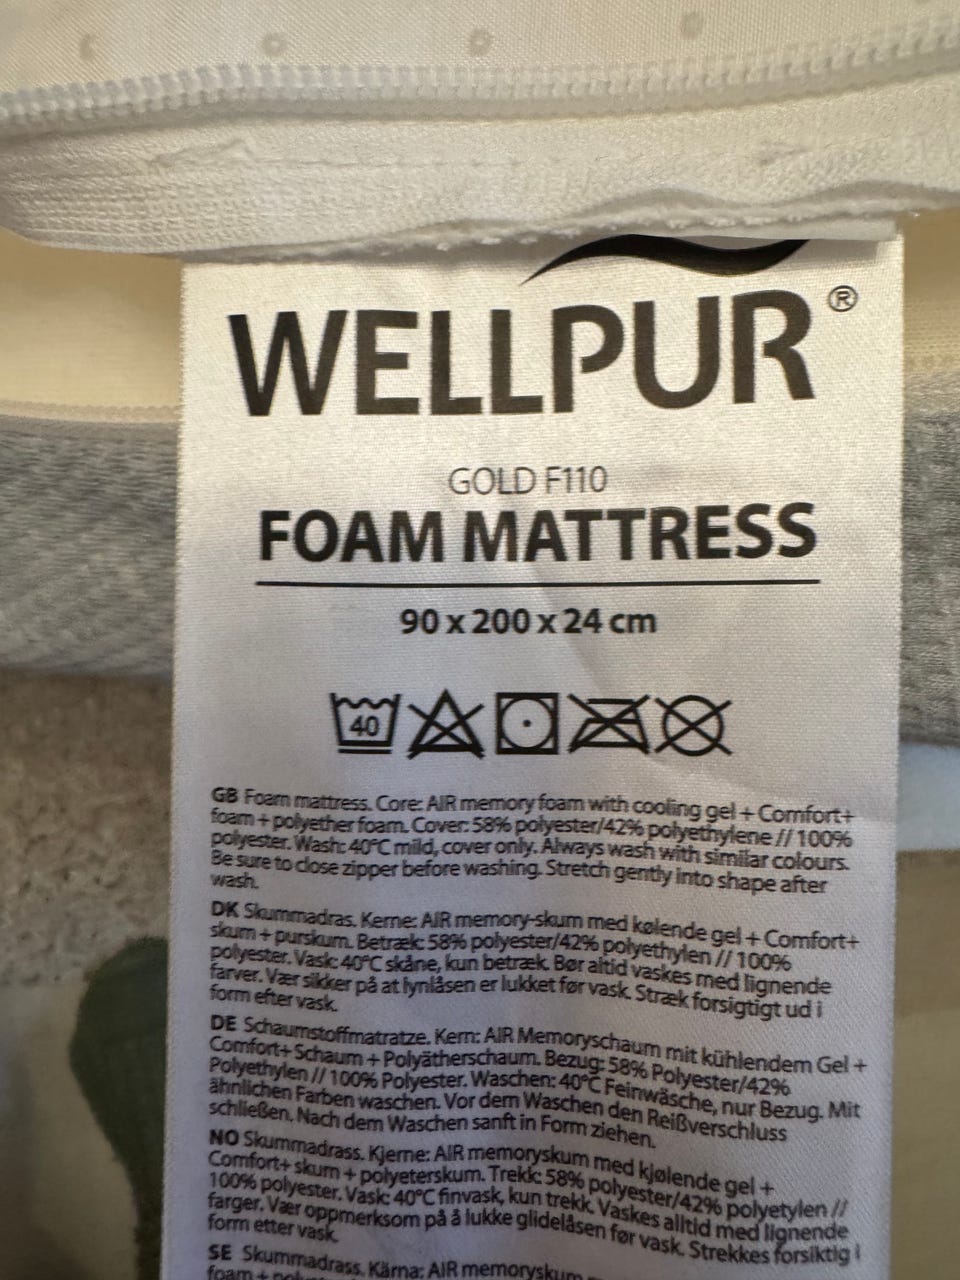 WELLPUR®
GOLD F110
FOAM MATTRESS
90 x 200 x 24 cm
40
GB Foam mattress. Core: AIR memory foam with cooling gel + Comfort+
foam + polyether foam. Cover: 58% polyester/42% polyethylene // 100%
polyester. Wash: 40°C mild, cover only. Always wash with similar colours.
Be sure to close zipper before washing. Stretch gently into shape after
wash.
DK Skummadras. Kerne: AIR memory-skum med kølende gel + Comfort+
skum + purskum. Betræk: 58% polyester/42% polyethylen // 100%
polyester. Vask: 40°C skåne, kun betræk. Bør altid vaskes med lignende
farver. Vær sikker på at lynlåsen er lukket før vask. Stræk forsigtigt ud i
form efter vask.
DE Schaumstoffmatratze. Kern: AIR Memoryschaum mit kühlendem Gel +
Comfort+ Schaum + Polyätherschaum. Bezug: 58% Polyester/42%
Polyethylen // 100% Polyester. Waschen: 40°C Feinwäsche, nur Bezug. Mit
ähnlichen Farben waschen. Vor dem Waschen den Reißverschluss
schließen. Nach dem Waschen sanft in Form ziehen.
NO Skummadrass. Kjerne: AIR memoryskum med kjølende gel +
Comfort+ skum + polyeterskum. Trekk: 58% polyester/42% polyetylen //
100% polyester. Vask: 40°C finvask, kun trekk. Vaskes alltid med lignende
farger. Vær oppmerksom på å lukke glidelåsen før vask. Strekkes forsiktig i
form etter vask.
SE Skummadrass. Kärna: AIR memoryskum
foam +